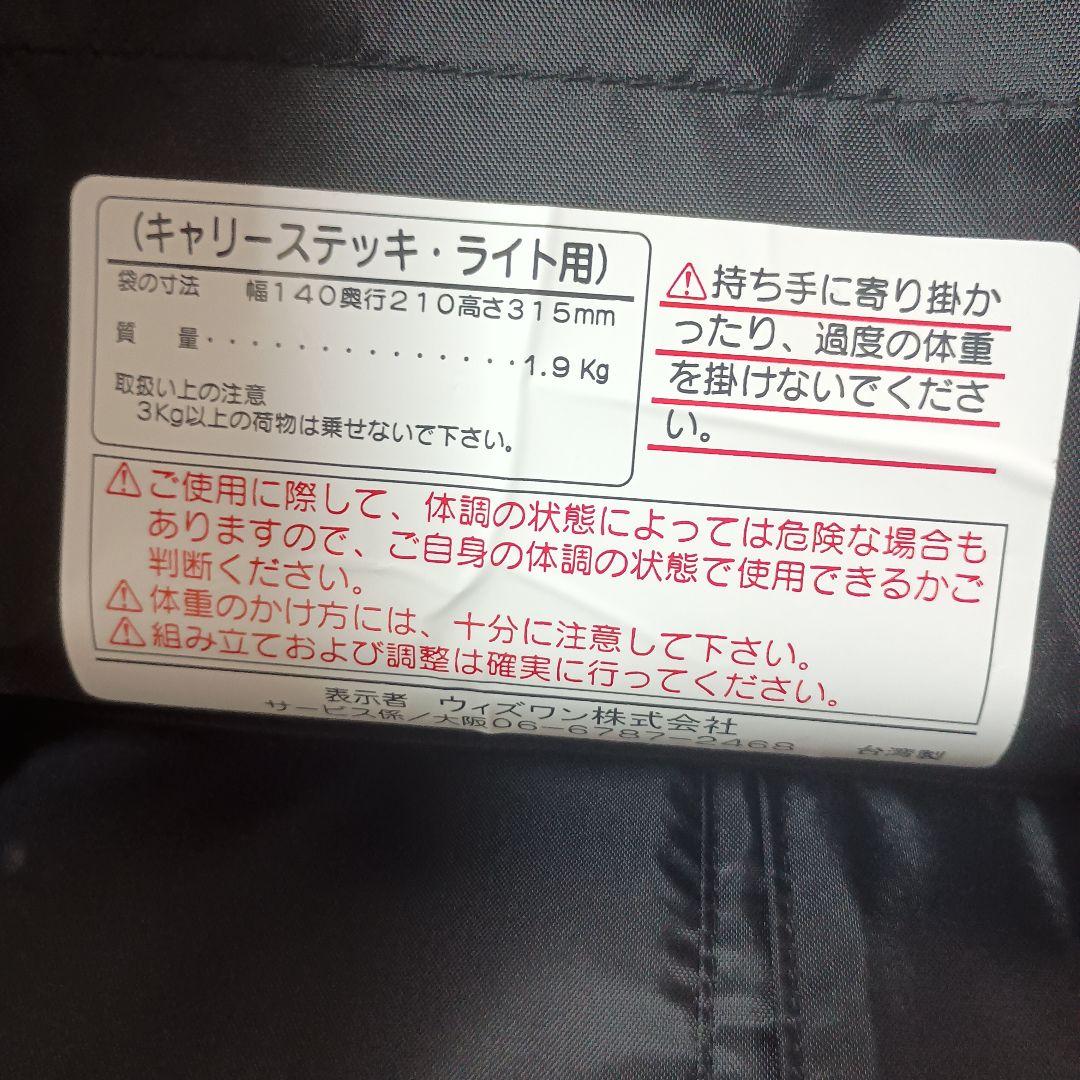 (キャリーステッキ・ライト用)
袋の寸法 幅140奥行210高さ315mm
質 量・・・・・・・・・・・・・・・1.9 Kg
取扱い上の注意
3Kg以上の荷物は乗せないで下さい。
⚠持ち手に寄り掛か
ったり、過度の体重
を掛けないでくださ
い。
⚠ご使用に際して、体調の状態によっては危険な場合も
ありますので、ご自身の体調の状態で使用できるかご
判断ください。
⚠体重のかけ方には、十分に注意して下さい。
⚠組み立ておよび調整は確実に行ってください。
表示者 ウィズワン株式会社
サービス係/大阪06-6787-2468 台湾製